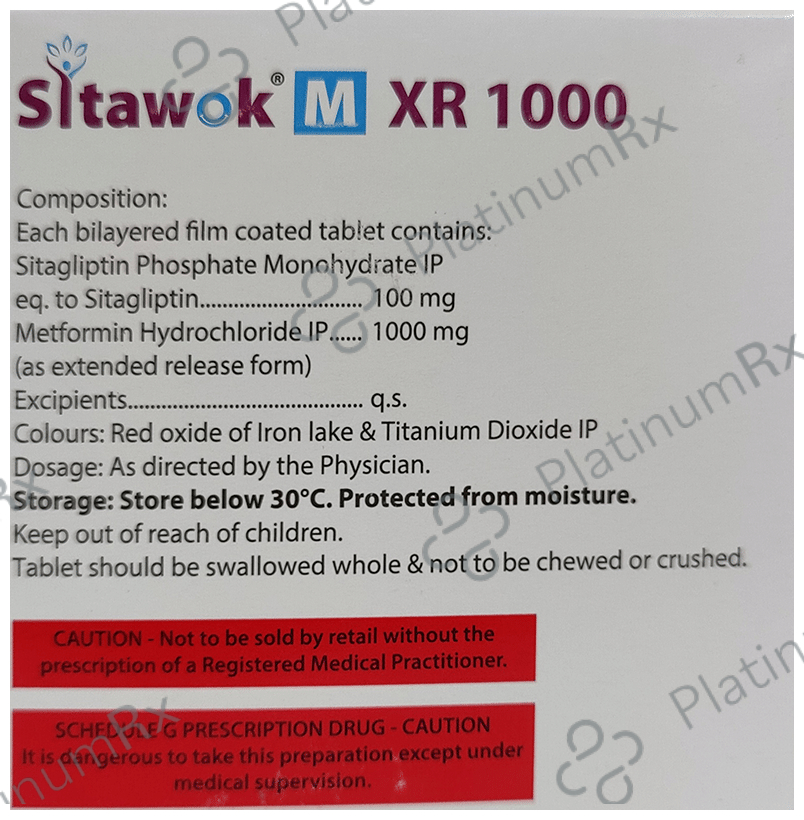 PlatinumRx
Sitawok® M XR 1000
Composition:
Each bilayered film coated tablet contains:
Sitagliptin Phosphate Monohydrate IP
eq. to Sitagliptin............................. 100 mg
Metformin Hydrochloride IP...... 1000 mg
(as extended release form)
Excipients.......................................... q.s.
Colours: Red oxide of Iron lake & Titanium Dioxide IP
Dosage: As directed by the Physician.
Storage: Store below 30°C. Protected from moisture.
Keep out of reach of children.
Tablet should be swallowed whole & not to be chewed or crushed.
CAUTION - Not to be sold by retail without the
prescription of a Registered Medical Practitioner.
SCHEDULE G PRESCRIPTION DRUG - CAUTION
It is dangerous to take this preparation except under
medical supervision.
PlatinumRx
PlatinumRx